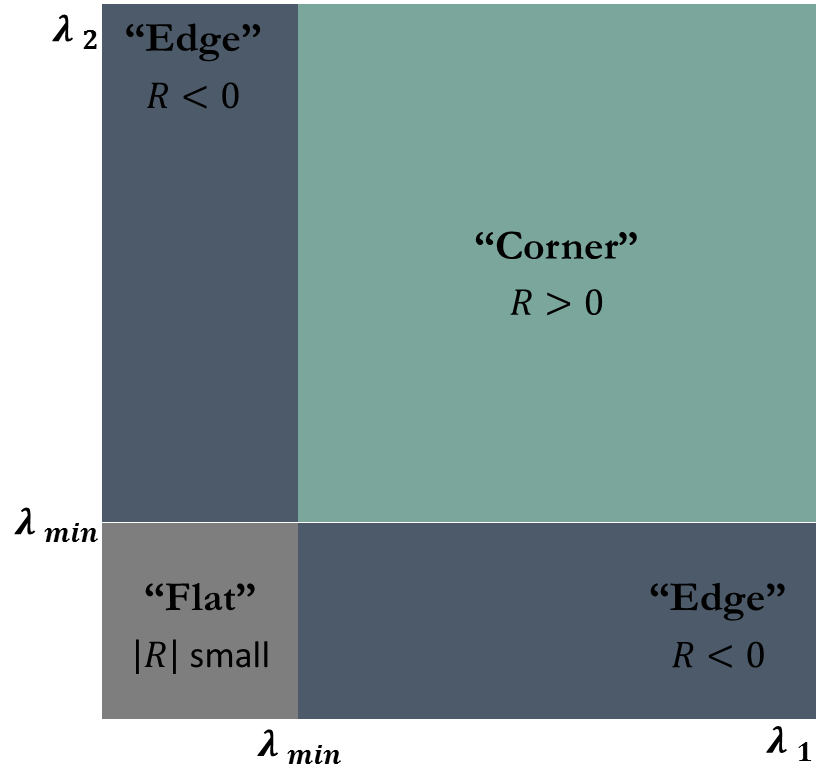 λ 2
“Edge”
R < 0
“Corner”
R > 0
λ min
“Flat”
|R| small
“Edge”
R < 0
λ min
λ 1